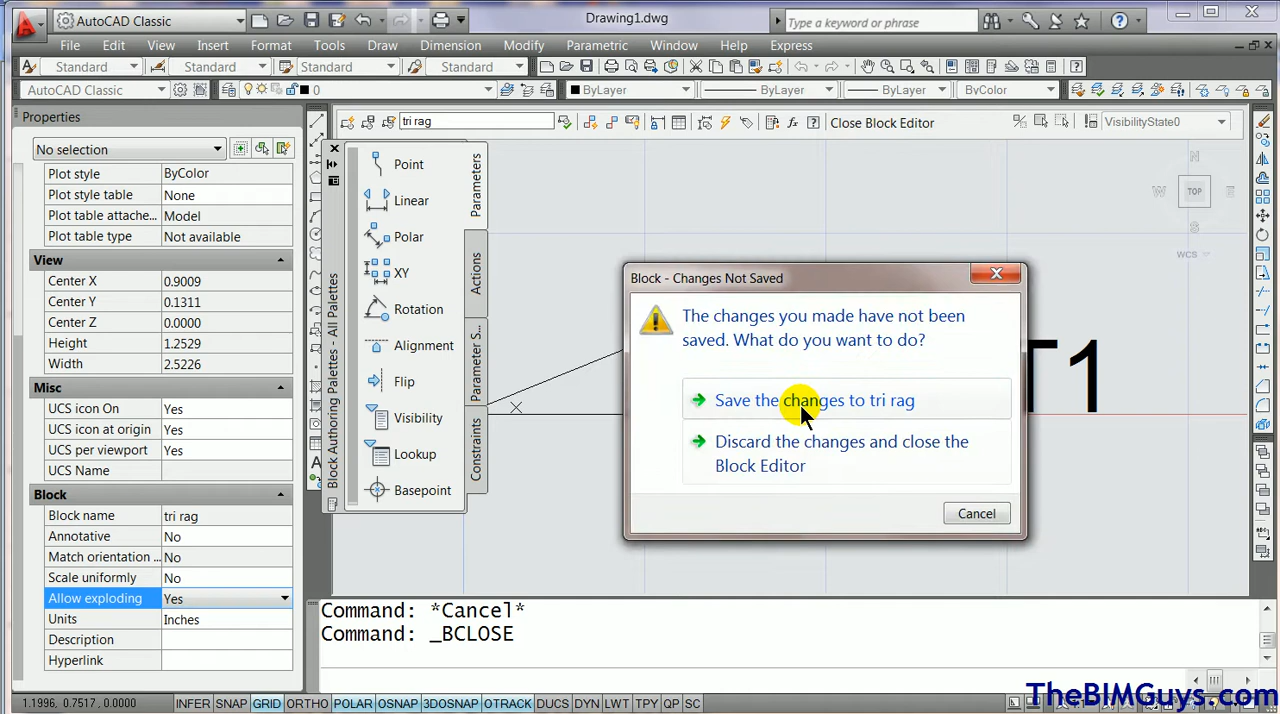 AutoCAD Classic
Drawing1.dwg
Type a keyword or phrase
File Edit View Insert Format Tools Draw Dimension Modify Parametric Window Help Express
Standard Standard Standard Standard
AutoCAD Classic 0 ByLayer ByLayer ByLayer ByColor
Properties
tri rag
Close Block Editor
VisibilityState0
No selection
Plot style ByColor
Plot style table None
Plot table attache... Model
Plot table type Not available
View
Center X 0.9009
Center Y 0.1311
Center Z 0.0000
Height 1.2529
Width 2.5226
Misc
UCS icon On Yes
UCS icon at origin Yes
UCS per viewport Yes
UCS Name
Block
Block name tri rag
Annotative No
Match orientation ... No
Scale uniformly No
Allow exploding Yes
Units Inches
Description
Hyperlink
Block Authoring Palettes - All Palettes
Point
Linear
Polar
XY
Rotation
Alignment
Flip
Visibility
Lookup
Basepoint
Parameters
Actions
Parameter S...
Constraints
N
W TOP E
S
WCS
T1
Block - Changes Not Saved
The changes you made have not been
saved. What do you want to do?
Save the changes to tri rag
Discard the changes and close the
Block Editor
Cancel
Command: *Cancel*
Command: _BCLOSE
1.1996, 0.7517, 0.0000
INFER SNAP GRID ORTHO POLAR OSNAP 3DOSNAP OTRACK DUCS DYN LWT TPY QP SC
TheBIMGuys.com